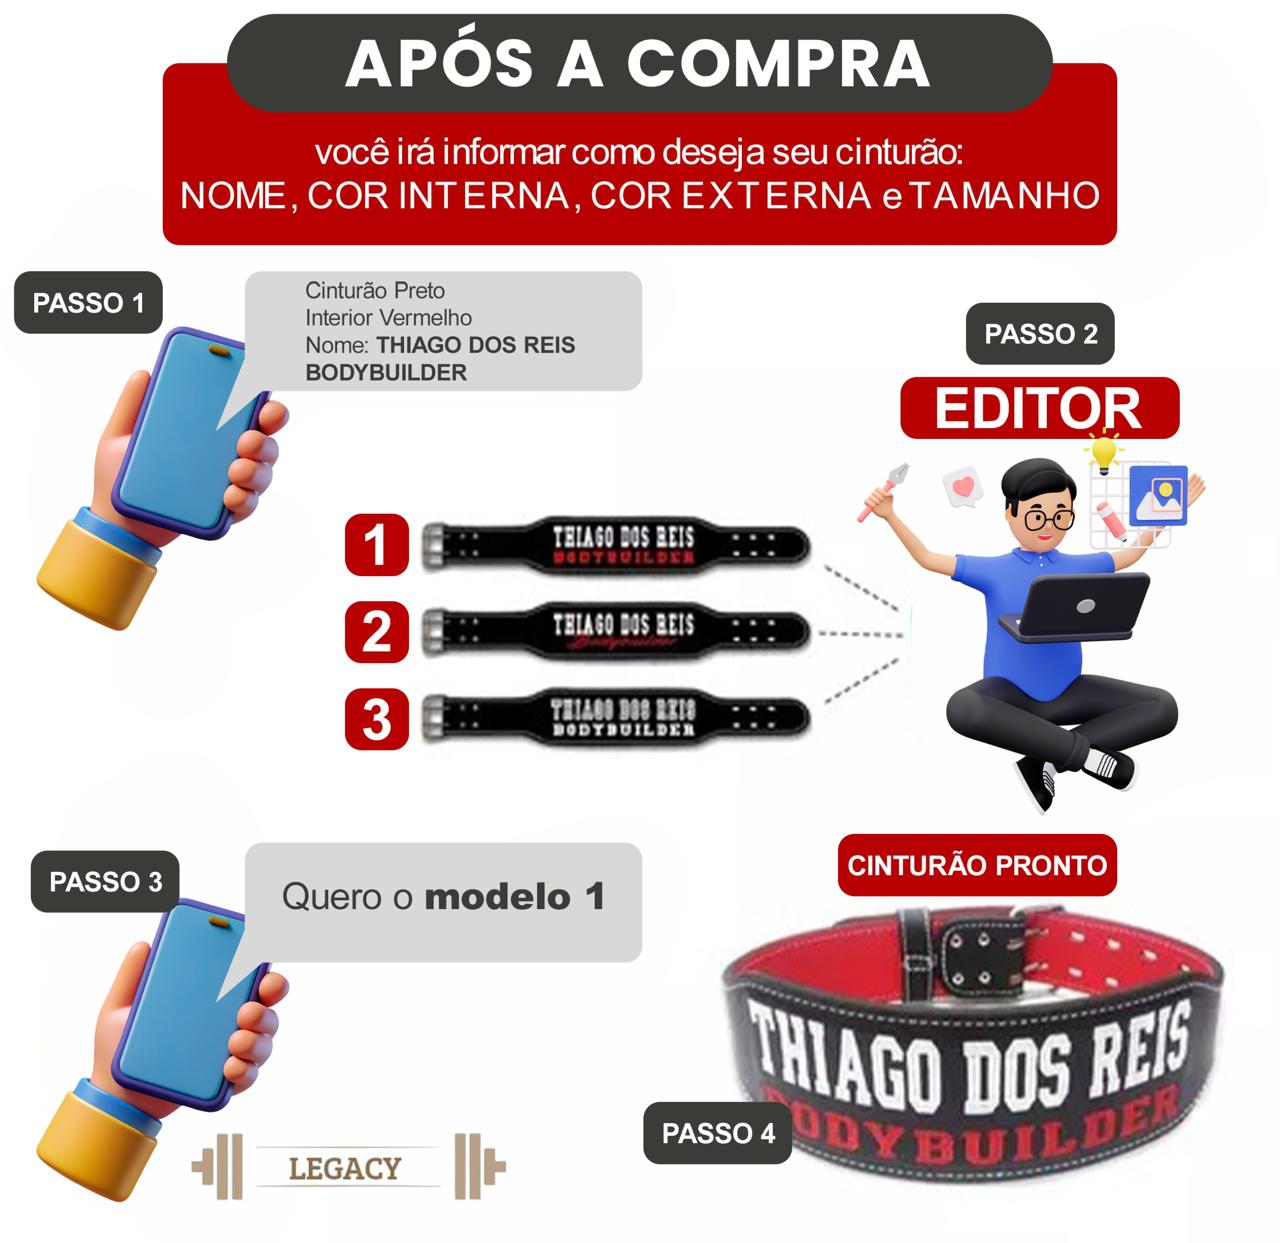 APÓS A COMPRA
você irá informar como deseja seu cinturão:
NOME, COR INTERNA, COR EXTERNA e TAMANHO
PASSO 1
Cinturão Preto
Interior Vermelho
Nome: THIAGO DOS REIS
BODYBUILDER
PASSO 2
EDITOR
1
THIAGO DOS REIS
BODYBUILDER
2
THIAGO DOS REIS
Bodybuilder
3
THIAGO DOS REIS
BODYBUILDER
PASSO 3
Quero o modelo 1
CINTURÃO PRONTO
THIAGO DOS REIS
BODYBUILDER
PASSO 4
LEGACY